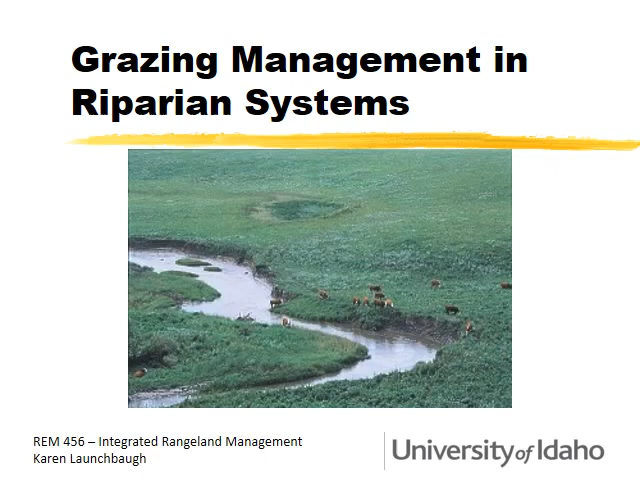 Grazing Management in
Riparian Systems
REM 456 – Integrated Rangeland Management
Karen Launchbaugh
University of Idaho